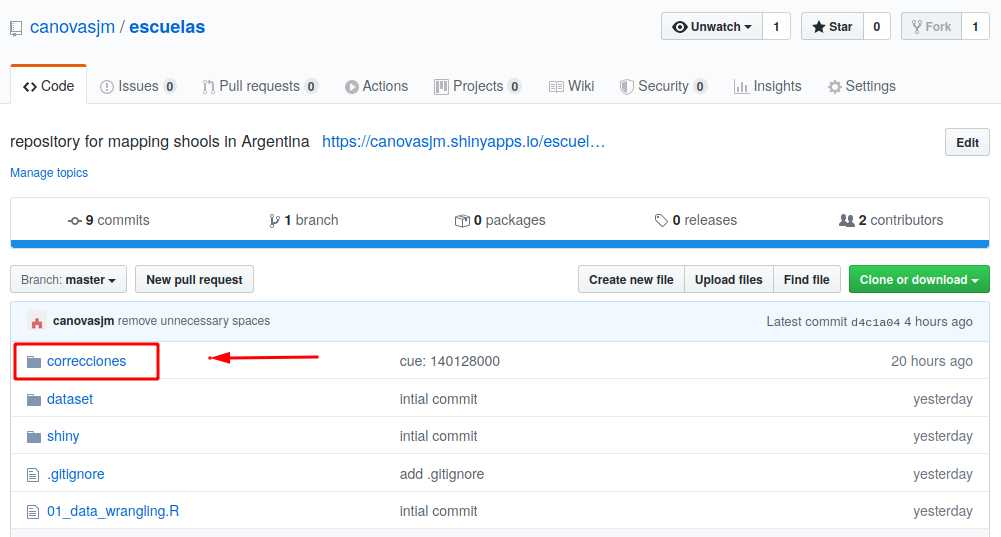 canovasjm / escuelas
Unwatch 1 Star 0 Fork 1
Code Issues 0 Pull requests 0 Actions Projects 0 Wiki Security 0 Insights Settings
repository for mapping shools in Argentina https://canovasjm.shinyapps.io/escuel…
Edit
Manage topics
9 commits 1 branch 0 packages 0 releases 2 contributors
Branch: master New pull request Create new file Upload files Find file Clone or download
canovasjm remove unnecessary spaces Latest commit d4c1a04 4 hours ago
correcciones cue: 140128000 20 hours ago
dataset intial commit yesterday
shiny intial commit yesterday
.gitignore add .gitignore yesterday
01_data_wrangling.R intial commit yesterday